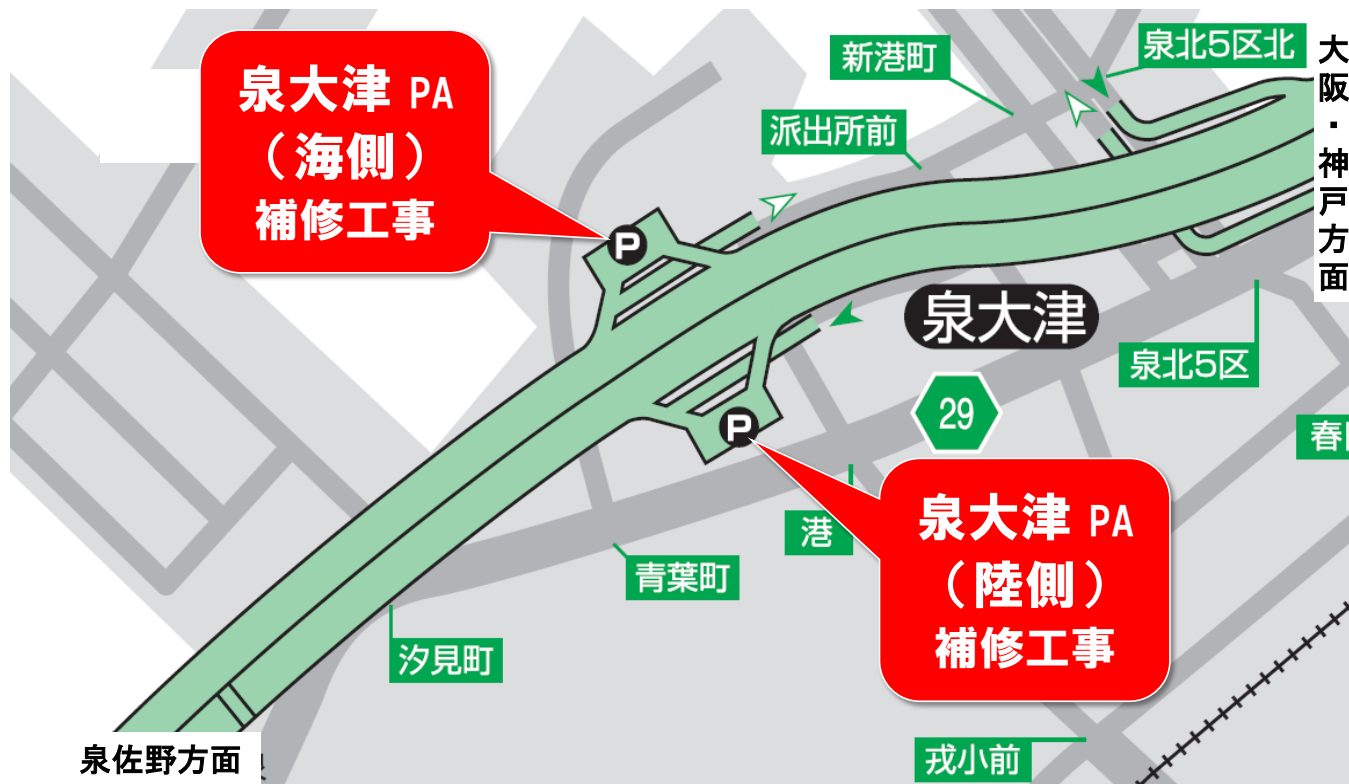 泉大津 PA
（海側）
補修工事
新港町
泉北5区北
派出所前
大阪・神戸方面
泉大津
泉北5区
29
泉大津 PA
（陸側）
補修工事
港
青葉町
汐見町
戎小前
泉佐野方面